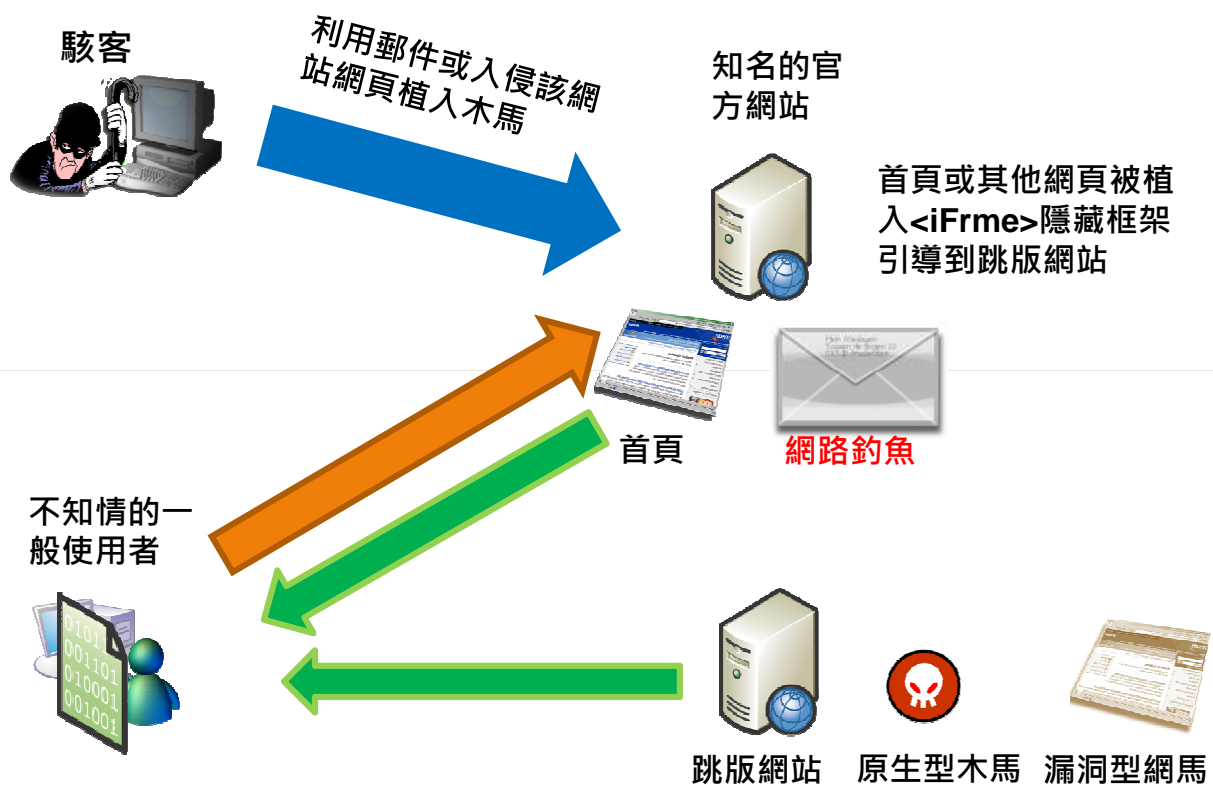 駭客
利用郵件或入侵該網
站網頁植入木馬
知名的官
方網站
首頁或其他網頁被植
入<iFrme>隱藏框架
引導到跳版網站
首頁
網路釣魚
不知情的一
般使用者
跳版網站
原生型木馬
漏洞型網馬